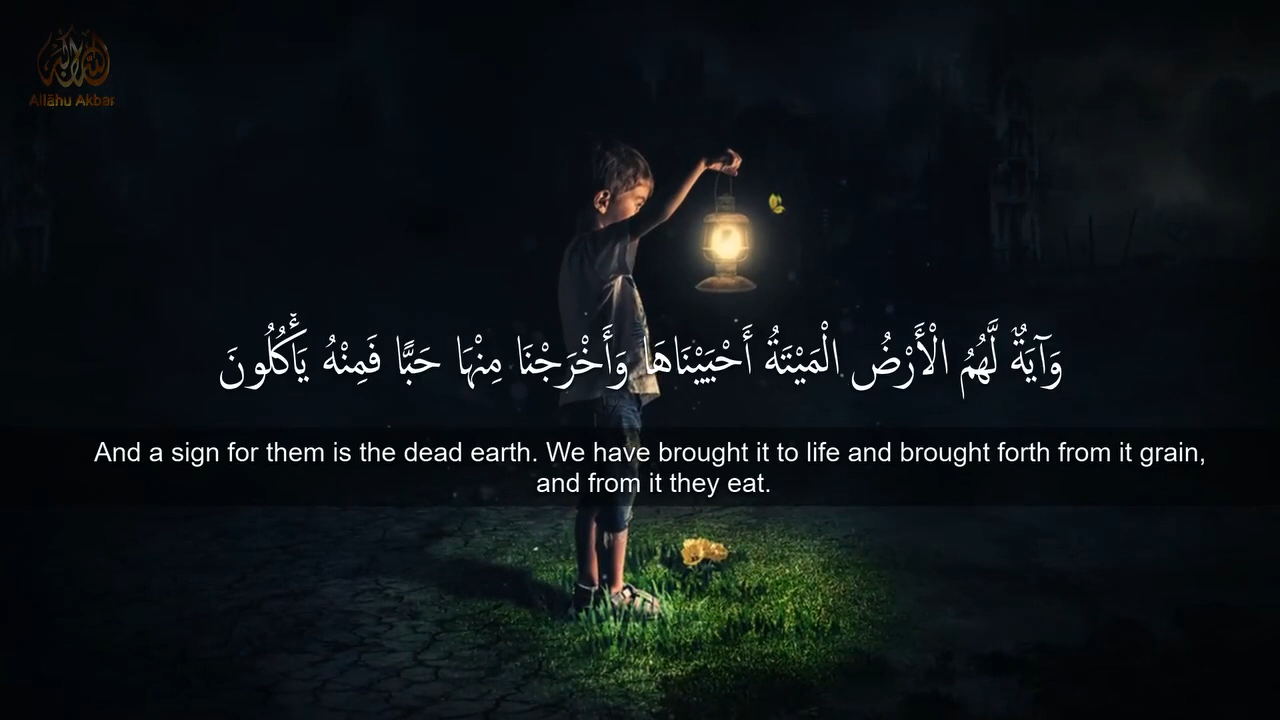 Allāhu Akbar
وَآيَةٌ لَّهُمُ الْأَرْضُ الْمَيْتَةُ أَحْيَيْنَاهَا وَأَخْرَجْنَا مِنْهَا حَبًّا فَمِنْهُ يَأْكُلُونَ
And a sign for them is the dead earth. We have brought it to life and brought forth from it grain,
and from it they eat.